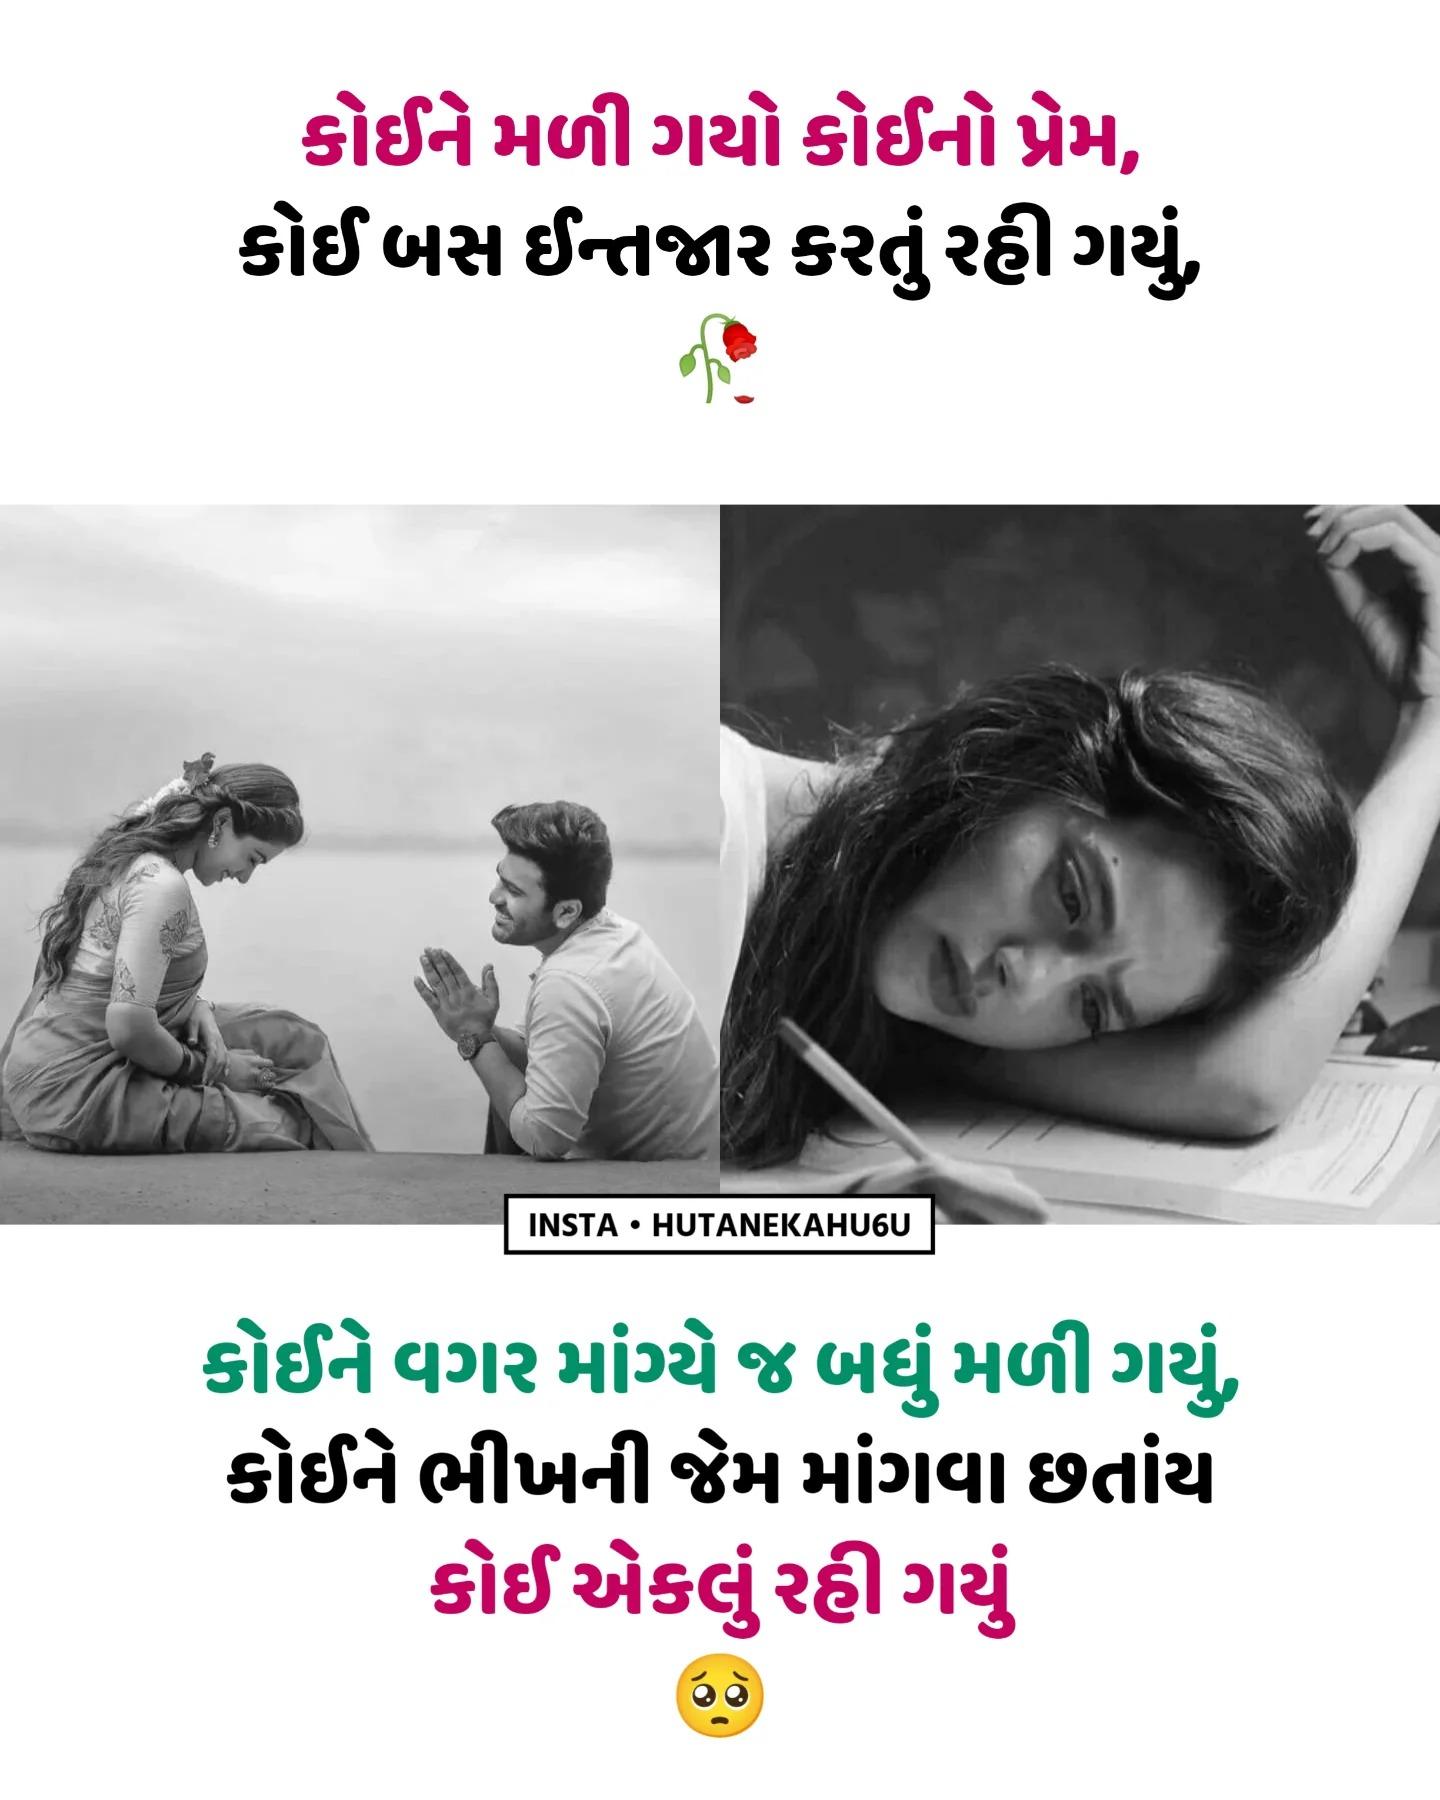 કોઈને મળી ગયો કોઈનો પ્રેમ,
કોઈ બસ ઈન્તજાર કરતું રહી ગયું,
INSTA • HUTANEKAHU6U
કોઈને વગર માંગ્યે જ બધું મળી ગયું,
કોઈને ભીખની જેમ માંગવા છતાંય
કોઈ એકલું રહી ગયું